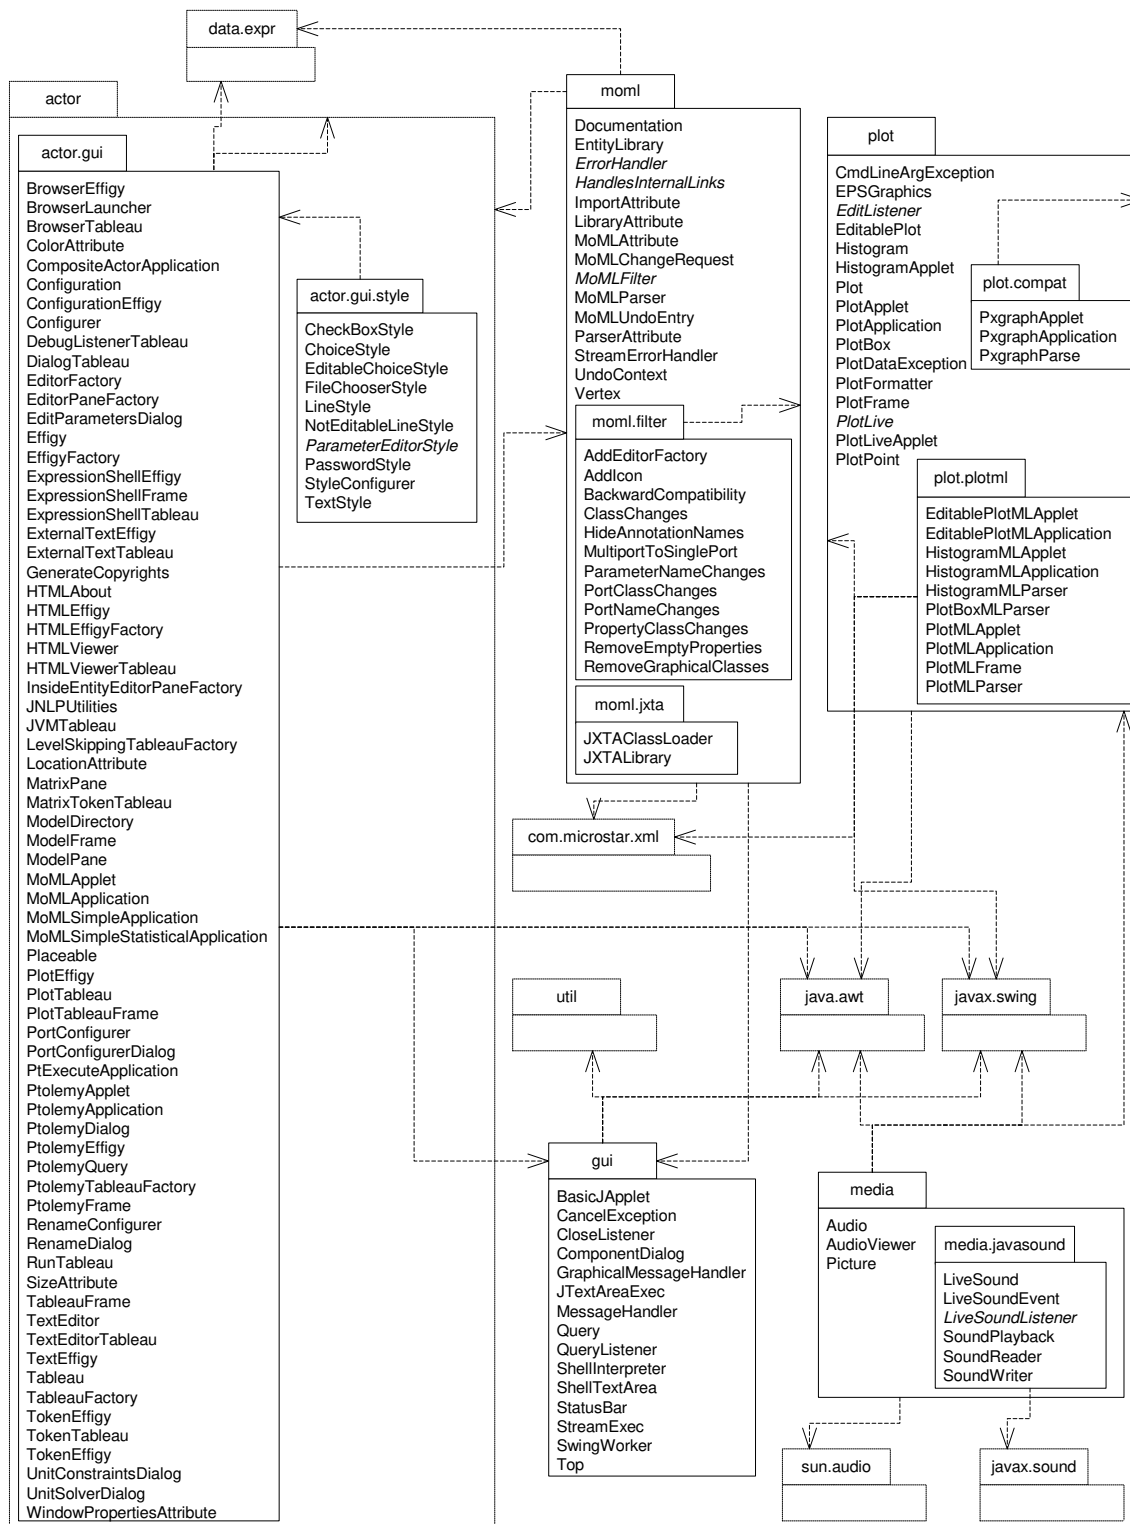 data.expr
actor
actor.gui
BrowserEffigy
BrowserLauncher
BrowserTableau
ColorAttribute
CompositeActorApplication
Configuration
ConfigurationEffigy
Configurer
DebugListenerTableau
DialogTableau
EditorFactory
EditorPaneFactory
EditParametersDialog
Effigy
EffigyFactory
ExpressionShellEffigy
ExpressionShellFrame
ExpressionShellTableau
ExternalTextEffigy
ExternalTextTableau
GenerateCopyrights
HTMLAbout
HTMLEffigy
HTMLEffigyFactory
HTMLViewer
HTMLViewerTableau
InsideEntityEditorPaneFactory
JNLPUtilities
JVMTableau
LevelSkippingTableauFactory
LocationAttribute
MatrixPane
MatrixTokenTableau
ModelDirectory
ModelFrame
ModelPane
MoMLApplet
MoMLApplication
MoMLSimpleApplication
MoMLSimpleStatisticalApplication
Placeable
PlotEffigy
PlotTableau
PlotTableauFrame
PortConfigurer
PortConfigurerDialog
PtExecuteApplication
PtolemyApplet
PtolemyApplication
PtolemyDialog
PtolemyEffigy
PtolemyQuery
PtolemyTableauFactory
PtolemyFrame
RenameConfigurer
RenameDialog
RunTableau
SizeAttribute
TableauFrame
TextEditor
TextEditorTableau
TextEffigy
Tableau
TableauFactory
TokenEffigy
TokenTableau
TokenEffigy
UnitConstraintsDialog
UnitSolverDialog
WindowPropertiesAttribute
actor.gui.style
CheckBoxStyle
ChoiceStyle
EditableChoiceStyle
FileChooserStyle
LineStyle
NotEditableLineStyle
ParameterEditorStyle
PasswordStyle
StyleConfigurer
TextStyle
moml
Documentation
EntityLibrary
ErrorHandler
HandlesInternalLinks
ImportAttribute
LibraryAttribute
MoMLAttribute
MoMLChangeRequest
MoMLFilter
MoMLParser
MoMLUndoEntry
ParserAttribute
StreamErrorHandler
UndoContext
Vertex
moml.filter
AddEditorFactory
AddIcon
BackwardCompatibility
ClassChanges
HideAnnotationNames
MultiportToSinglePort
ParameterNameChanges
PortClassChanges
PortNameChanges
PropertyClassChanges
RemoveEmptyProperties
RemoveGraphicalClasses
moml.jxta
JXTAClassLoader
JXTALibrary
plot
CmdLineArgException
EPSGraphics
EditListener
EditablePlot
Histogram
HistogramApplet
Plot
PlotApplet
PlotApplication
PlotBox
PlotDataException
PlotFormatter
PlotFrame
PlotLive
PlotLiveApplet
PlotPoint
plot.compat
PxgraphApplet
PxgraphApplication
PxgraphParse
plot.plotml
EditablePlotMLApplet
EditablePlotMLApplication
HistogramMLApplet
HistogramMLApplication
HistogramMLParser
PlotBoxMLParser
PlotMLApplet
PlotMLApplication
PlotMLFrame
PlotMLParser
com.microstar.xml
util
java.awt
javax.swing
gui
BasicJApplet
CancelException
CloseListener
ComponentDialog
GraphicalMessageHandler
JTextAreaExec
MessageHandler
Query
QueryListener
ShellInterpreter
ShellTextArea
StatusBar
StreamExec
SwingWorker
Top
media
Audio
AudioViewer
Picture
media.javasound
LiveSound
LiveSoundEvent
LiveSoundListener
SoundPlayback
SoundReader
SoundWriter
sun.audio
javax.sound